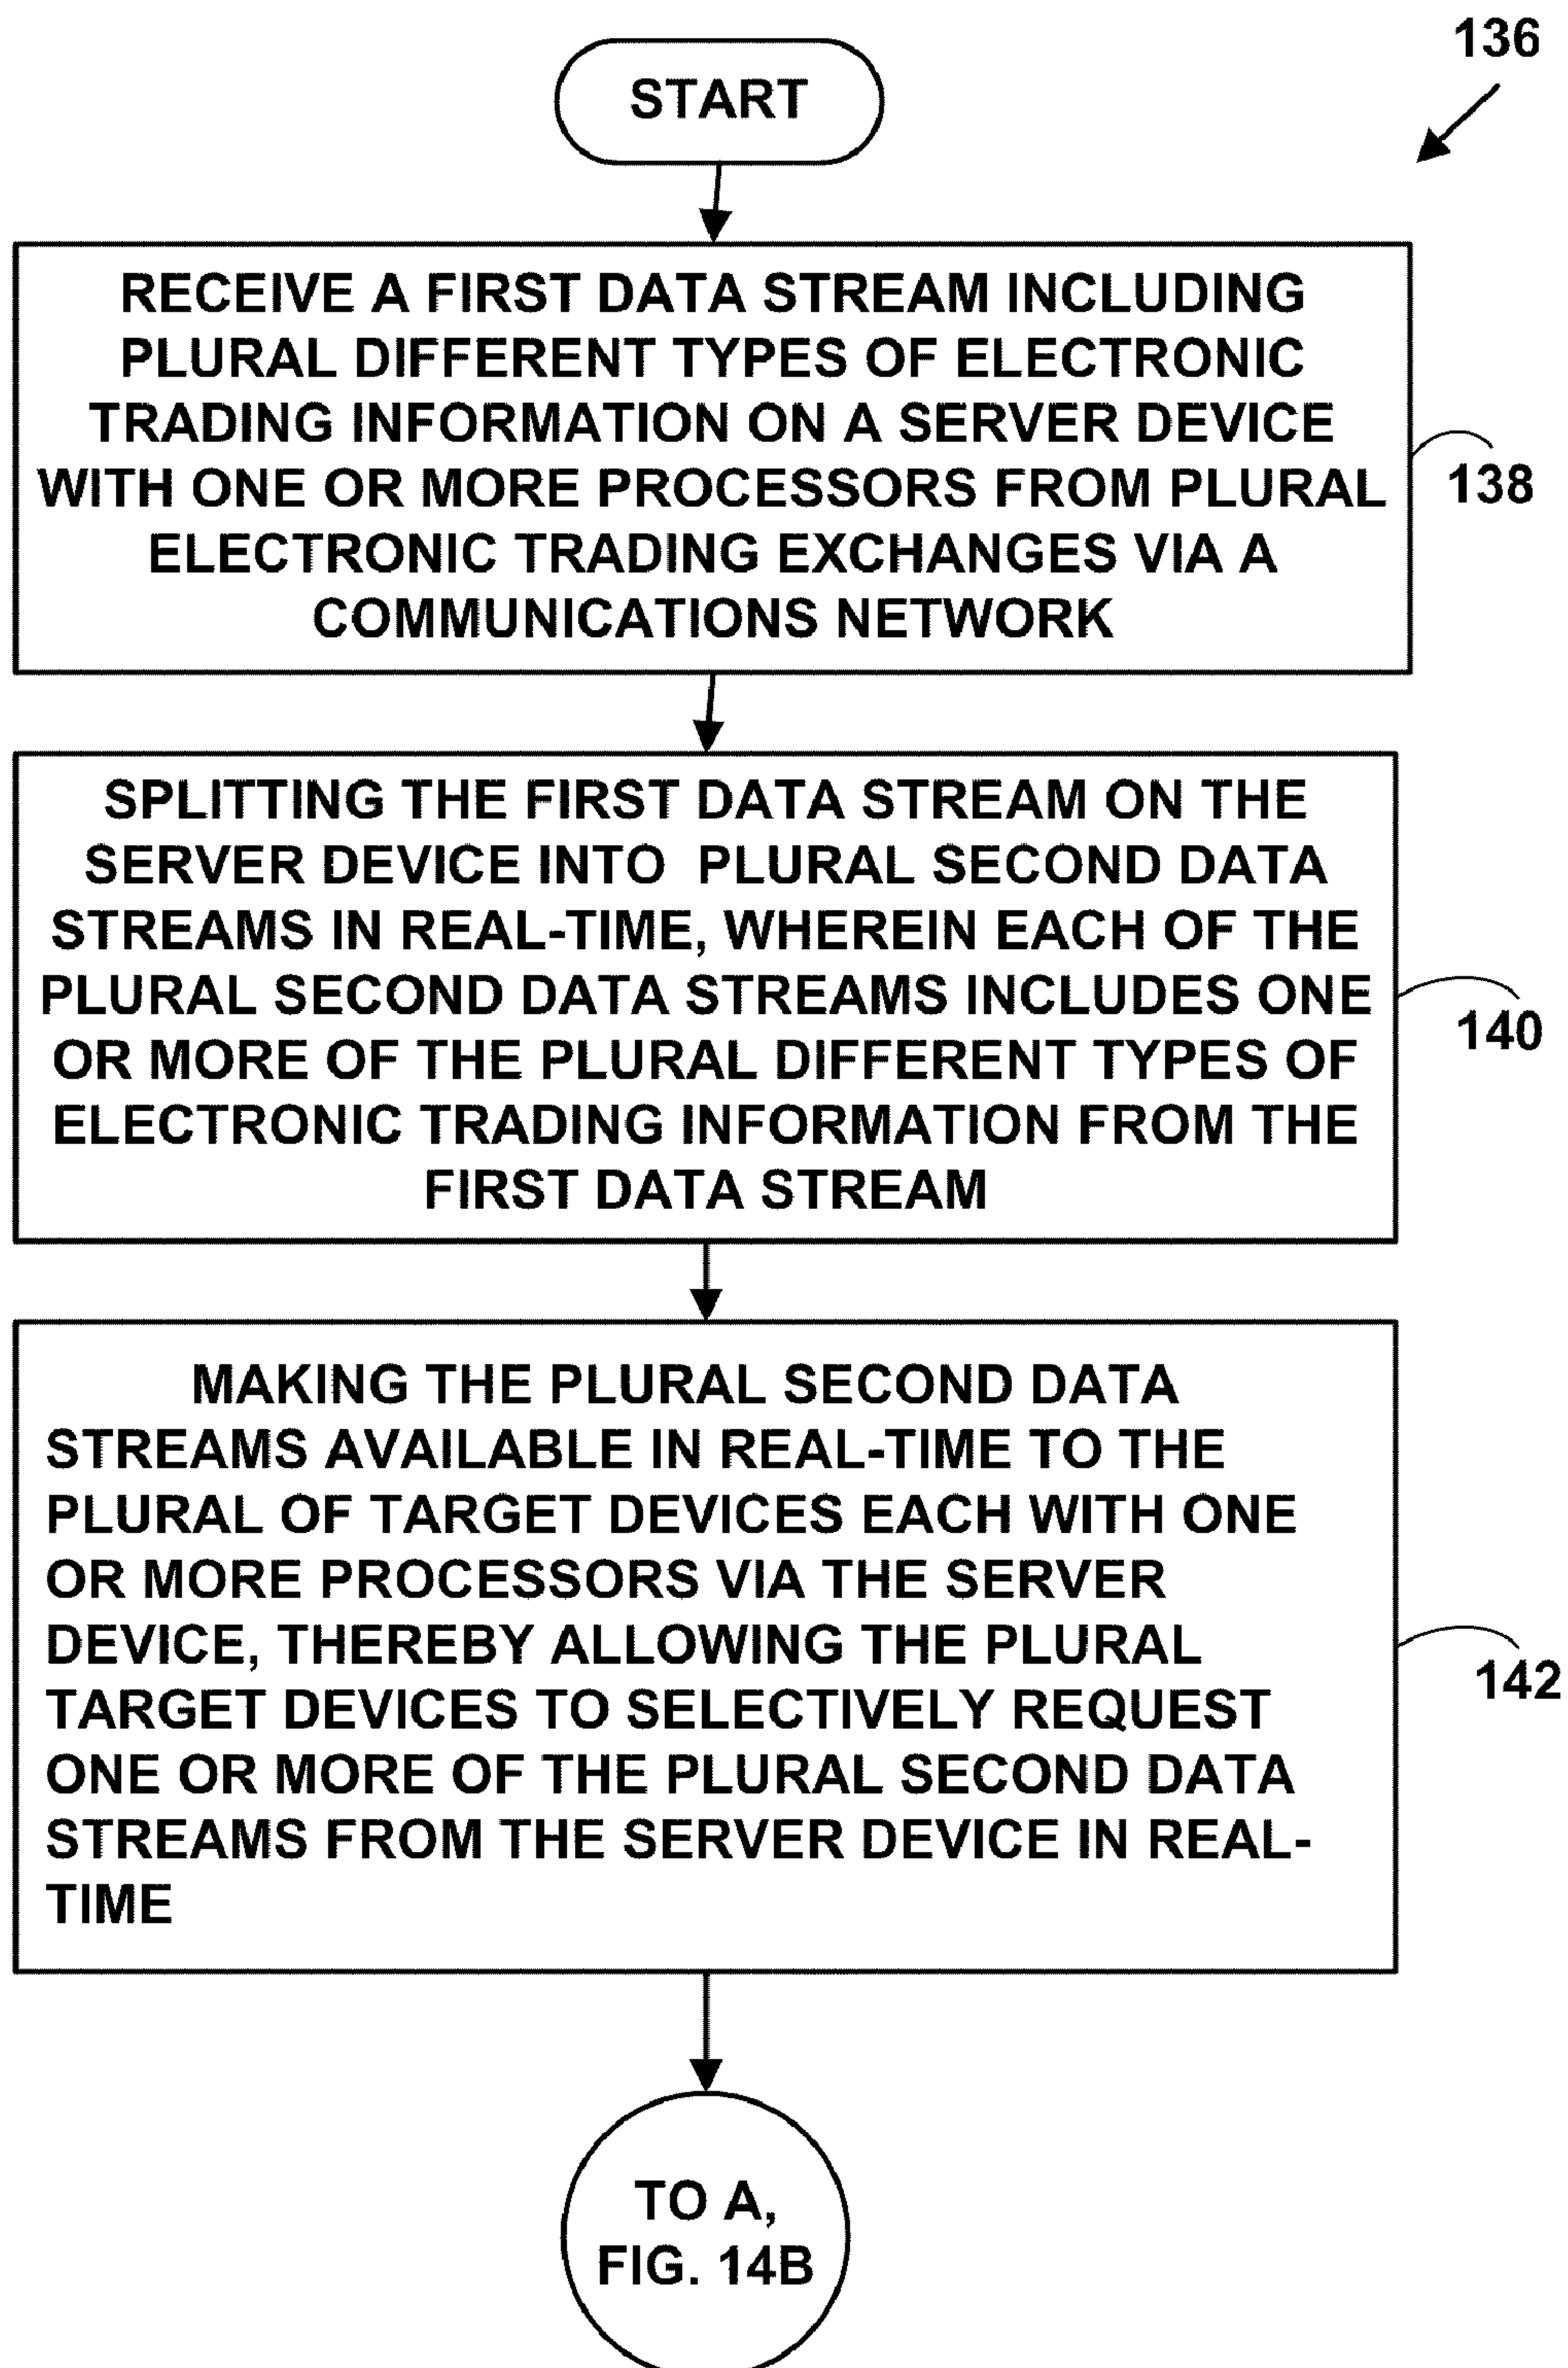 136
START
RECEIVE A FIRST DATA STREAM INCLUDING
PLURAL DIFFERENT TYPES OF ELECTRONIC
TRADING INFORMATION ON A SERVER DEVICE
WITH ONE OR MORE PROCESSORS FROM PLURAL
ELECTRONIC TRADING EXCHANGES VIA A
COMMUNICATIONS NETWORK
138
SPLITTING THE FIRST DATA STREAM ON THE
SERVER DEVICE INTO PLURAL SECOND DATA
STREAMS IN REAL-TIME, WHEREIN EACH OF THE
PLURAL SECOND DATA STREAMS INCLUDES ONE
OR MORE OF THE PLURAL DIFFERENT TYPES OF
ELECTRONIC TRADING INFORMATION FROM THE
FIRST DATA STREAM
140
MAKING THE PLURAL SECOND DATA
STREAMS AVAILABLE IN REAL-TIME TO THE
PLURAL OF TARGET DEVICES EACH WITH ONE
OR MORE PROCESSORS VIA THE SERVER
DEVICE, THEREBY ALLOWING THE PLURAL
TARGET DEVICES TO SELECTIVELY REQUEST
ONE OR MORE OF THE PLURAL SECOND DATA
STREAMS FROM THE SERVER DEVICE IN REAL-
TIME
142
TO A,
FIG. 14B